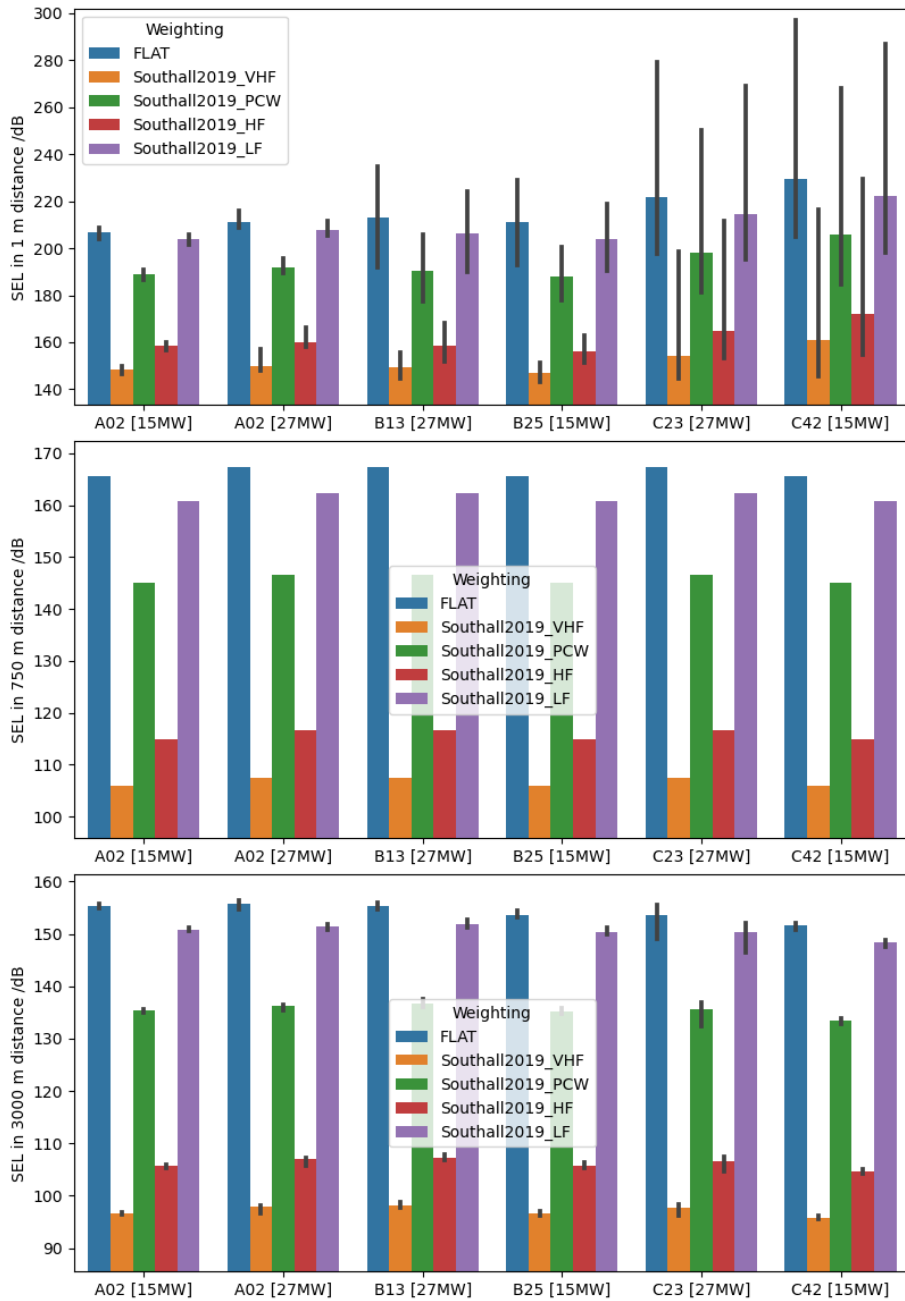 300
280
260
240
220
200
180
160
140
SEL in 1 m distance /dB
Weighting
FLAT
Southall2019_VHF
Southall2019_PCW
Southall2019_HF
Southall2019_LF
A02 [15MW] A02 [27MW] B13 [27MW] B25 [15MW] C23 [27MW] C42 [15MW]
170
160
150
140
130
120
110
100
SEL in 750 m distance /dB
Weighting
FLAT
Southall2019_VHF
Southall2019_PCW
Southall2019_HF
Southall2019_LF
A02 [15MW] A02 [27MW] B13 [27MW] B25 [15MW] C23 [27MW] C42 [15MW]
160
150
140
130
120
110
100
90
SEL in 3000 m distance /dB
Weighting
FLAT
Southall2019_VHF
Southall2019_PCW
Southall2019_HF
Southall2019_LF
A02 [15MW] A02 [27MW] B13 [27MW] B25 [15MW] C23 [27MW] C42 [15MW]